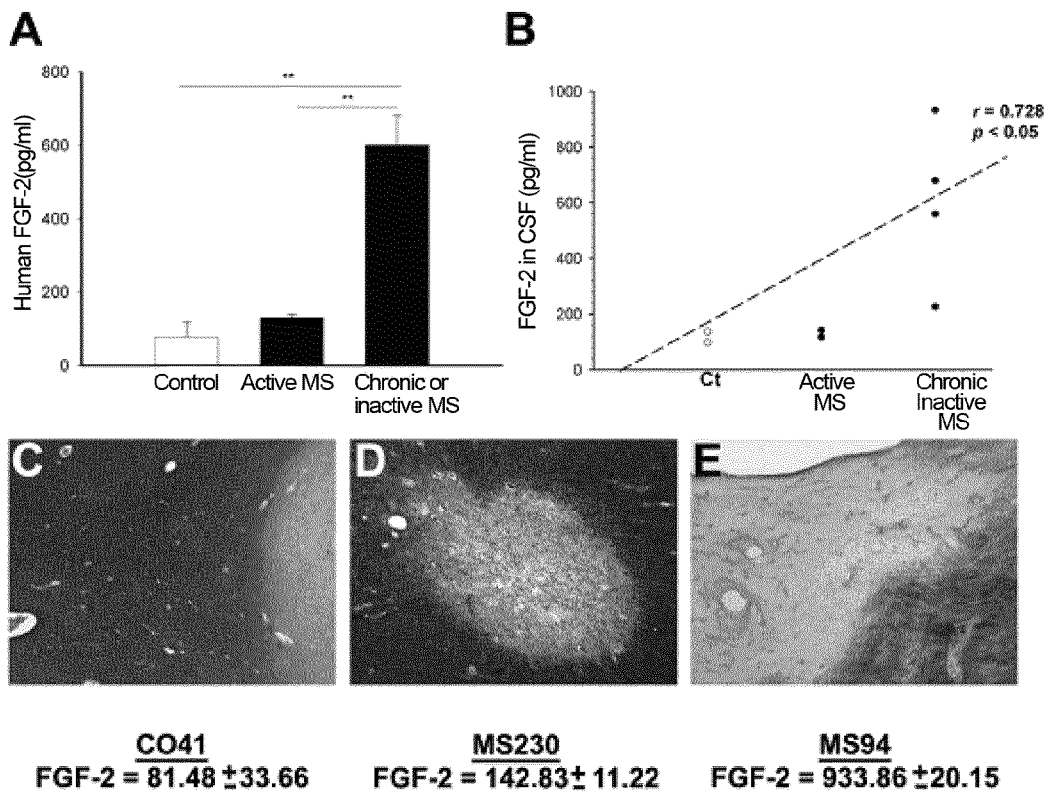 A
B
800
600
400
200
0
Human FGF-2(pg/ml)
**
**
Control
Active MS
Chronic or
inactive MS
1000
800
600
400
200
0
FGF-2 in CSF (pg/ml)
r = 0.728
p < 0.05
Ct
Active
MS
Chronic
Inactive
MS
C
D
E
CO41
FGF-2 = 81.48 ±33.66
MS230
FGF-2 = 142.83± 11.22
MS94
FGF-2 = 933.86 ±20.15